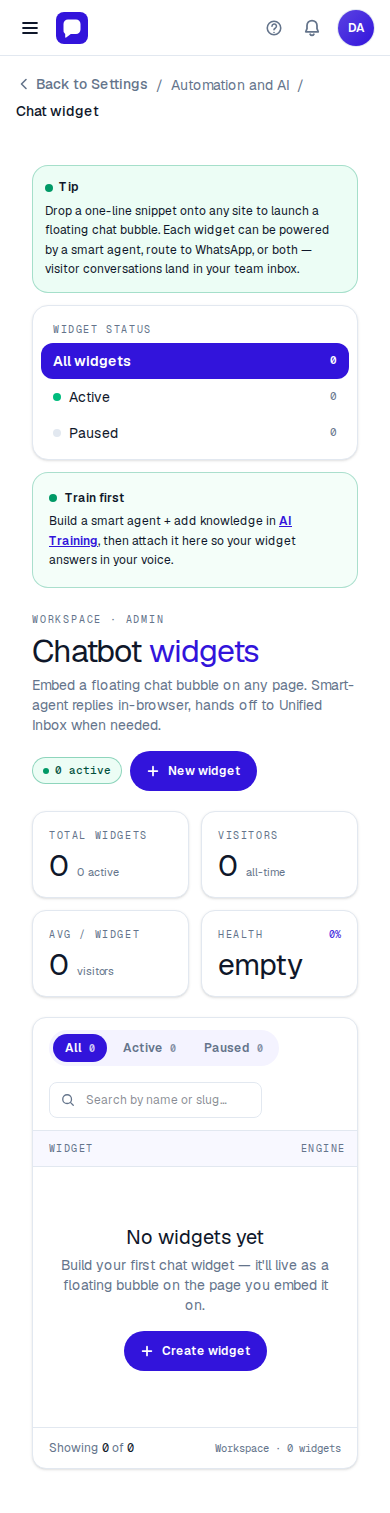 DA
Back to Settings / Automation and AI /
Chat widget
Tip
Drop a one-line snippet onto any site to launch a
floating chat bubble. Each widget can be powered
by a smart agent, route to WhatsApp, or both —
visitor conversations land in your team inbox.
WIDGET STATUS
All widgets 0
Active 0
Paused 0
Train first
Build a smart agent + add knowledge in AI
Training, then attach it here so your widget
answers in your voice.
WORKSPACE · ADMIN
Chatbot widgets
Embed a floating chat bubble on any page. Smart-
agent replies in-browser, hands off to Unified
Inbox when needed.
0 active
New widget
TOTAL WIDGETS
0 0 active
VISITORS
0 all-time
AVG / WIDGET
0 visitors
HEALTH 0%
empty
All 0 Active 0 Paused 0
Search by name or slug…
WIDGET ENGINE
No widgets yet
Build your first chat widget — it'll live as a
floating bubble on the page you embed it
on.
Create widget
Showing 0 of 0
Workspace · 0 widgets